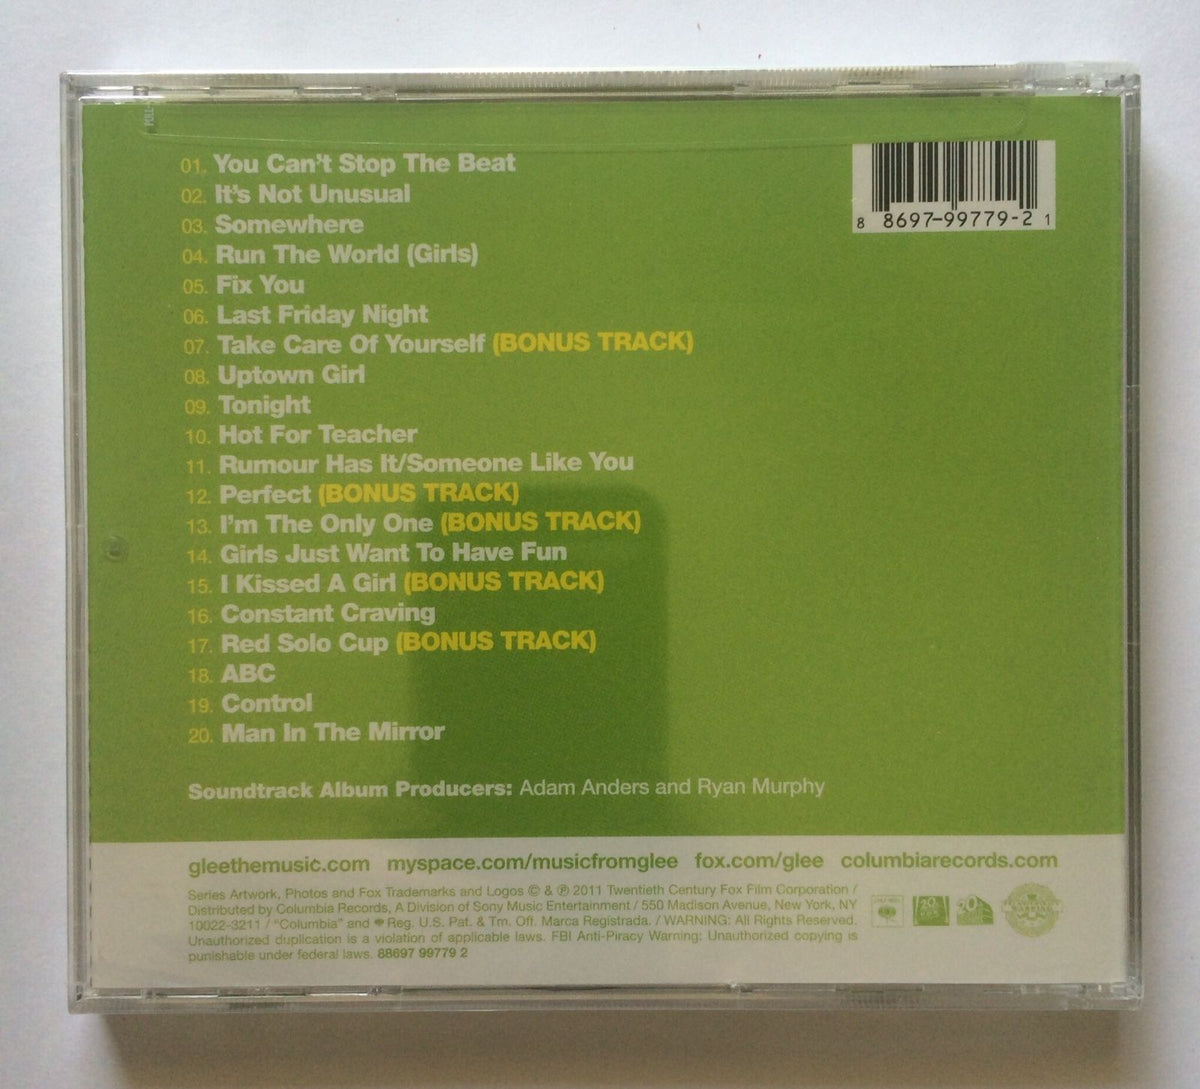 01. You Can't Stop The Beat
02. It's Not Unusual
03. Somewhere
04. Run The World (Girls)
05. Fix You
06. Last Friday Night
07. Take Care Of Yourself (BONUS TRACK)
08. Uptown Girl
09. Tonight
10. Hot For Teacher
11. Rumour Has It/Someone Like You
12. Perfect (BONUS TRACK)
13. I'm The Only One (BONUS TRACK)
14. Girls Just Want To Have Fun
15. I Kissed A Girl (BONUS TRACK)
16. Constant Craving
17. Red Solo Cup (BONUS TRACK)
18. ABC
19. Control
20. Man In The Mirror
8 8697-99779-2 1
Soundtrack Album Producers: Adam Anders and Ryan Murphy
gleethemusic.com myspace.com/musicfromglee fox.com/glee columbiarecords.com
Series Artwork, Photos and Fox Trademarks and Logos © & ℗ 2011 Twentieth Century Fox Film Corporation /
Distributed by Columbia Records, A Division of Sony Music Entertainment / 550 Madison Avenue, New York, NY
10022-3211 / "Columbia" and Reg. U.S. Pat. & Tm. Off. Marca Registrada. / WARNING: All Rights Reserved.
Unauthorized duplication is a violation of applicable laws. FBI Anti-Piracy Warning: Unauthorized copying is
punishable under federal laws. 88697 99779 2